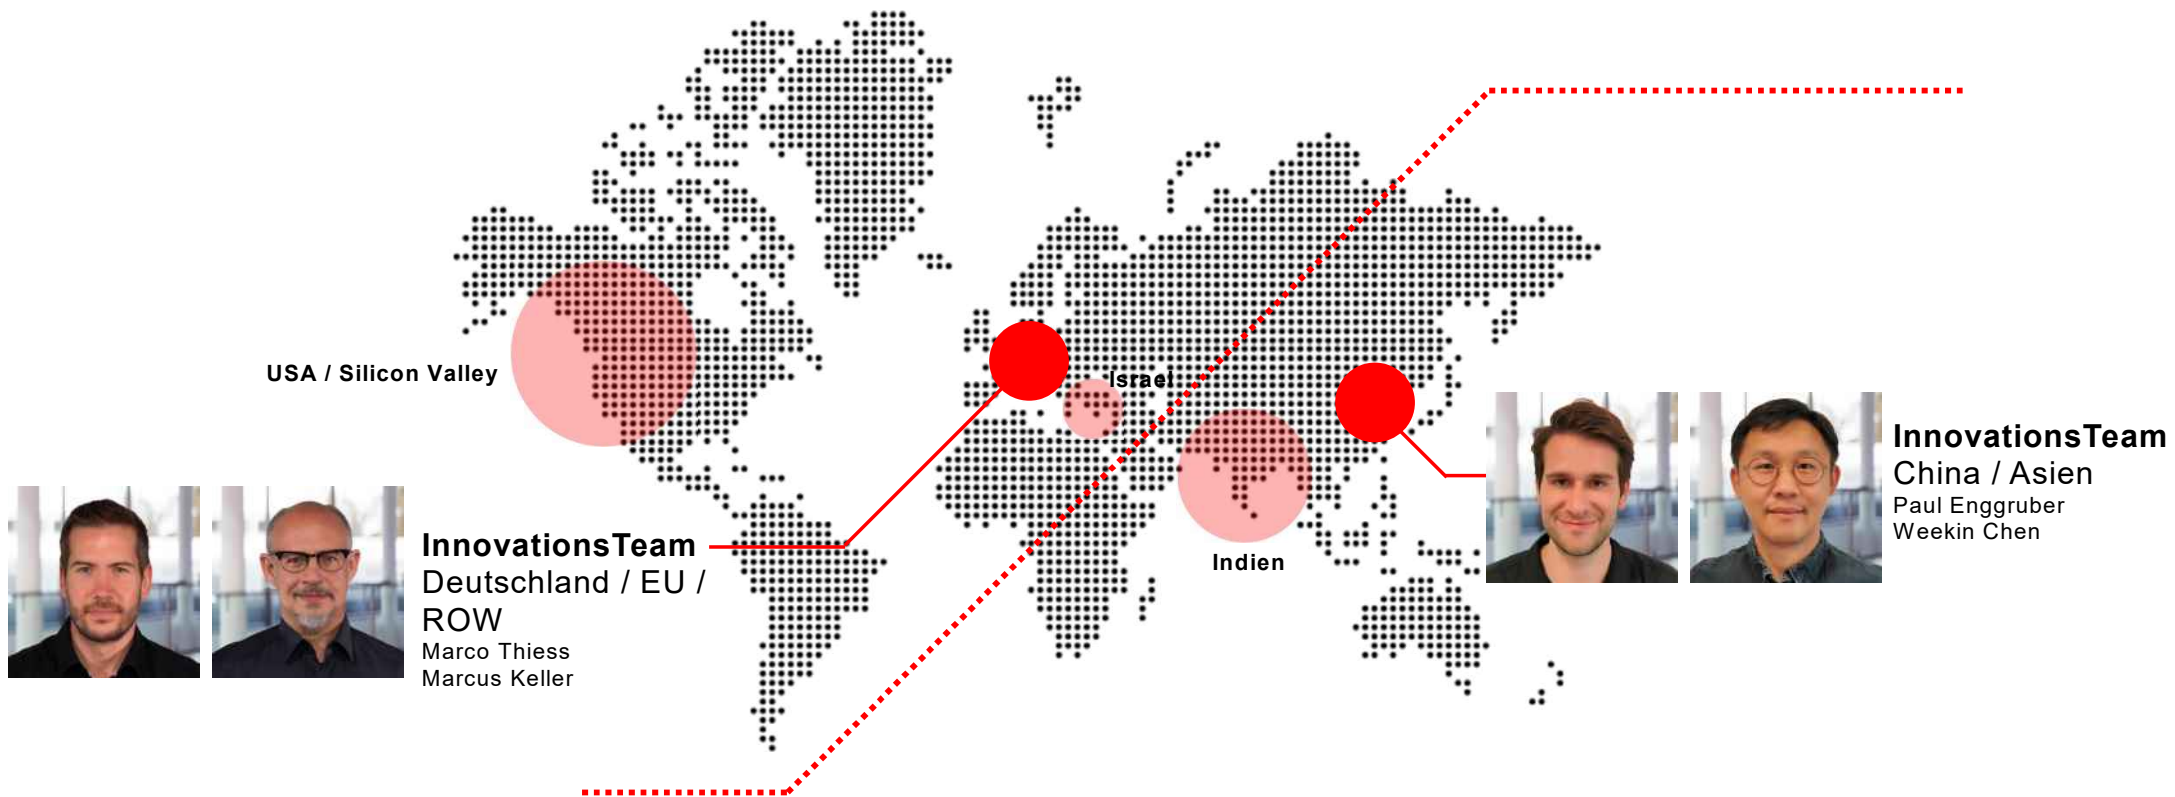 Israel
USA / Silicon Valley
InnovationsTeam
China / Asien
Paul Enggruber
Weekin Chen
InnovationsTeam
Deutschland / EU /
ROW
Marco Thiess
Marcus Keller
Indien